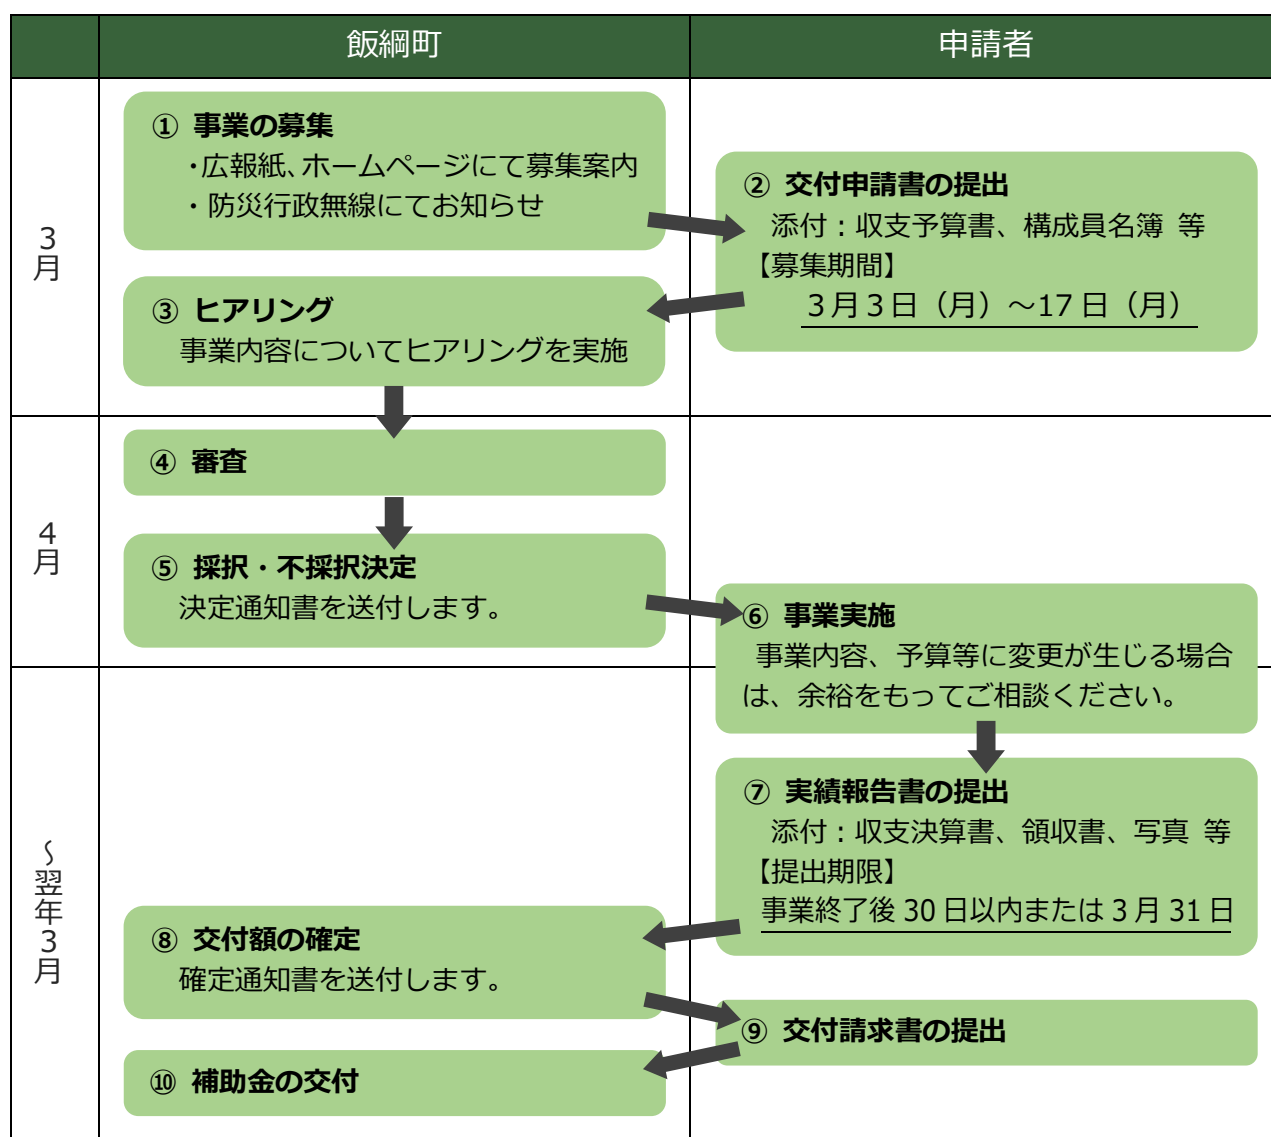 飯綱町
申請者
3月
① 事業の募集
・広報紙、ホームページにて募集案内
・防災行政無線にてお知らせ
② 交付申請書の提出
添付：収支予算書、構成員名簿 等
【募集期間】
3月3日（月）～17日（月）
③ ヒアリング
事業内容についてヒアリングを実施
4月
④ 審査
⑤ 採択・不採択決定
決定通知書を送付します。
⑥ 事業実施
事業内容、予算等に変更が生じる場合
は、余裕をもってご相談ください。
～翌年3月
⑦ 実績報告書の提出
添付：収支決算書、領収書、写真 等
【提出期限】
事業終了後 30 日以内または 3 月 31 日
⑧ 交付額の確定
確定通知書を送付します。
⑨ 交付請求書の提出
⑩ 補助金の交付